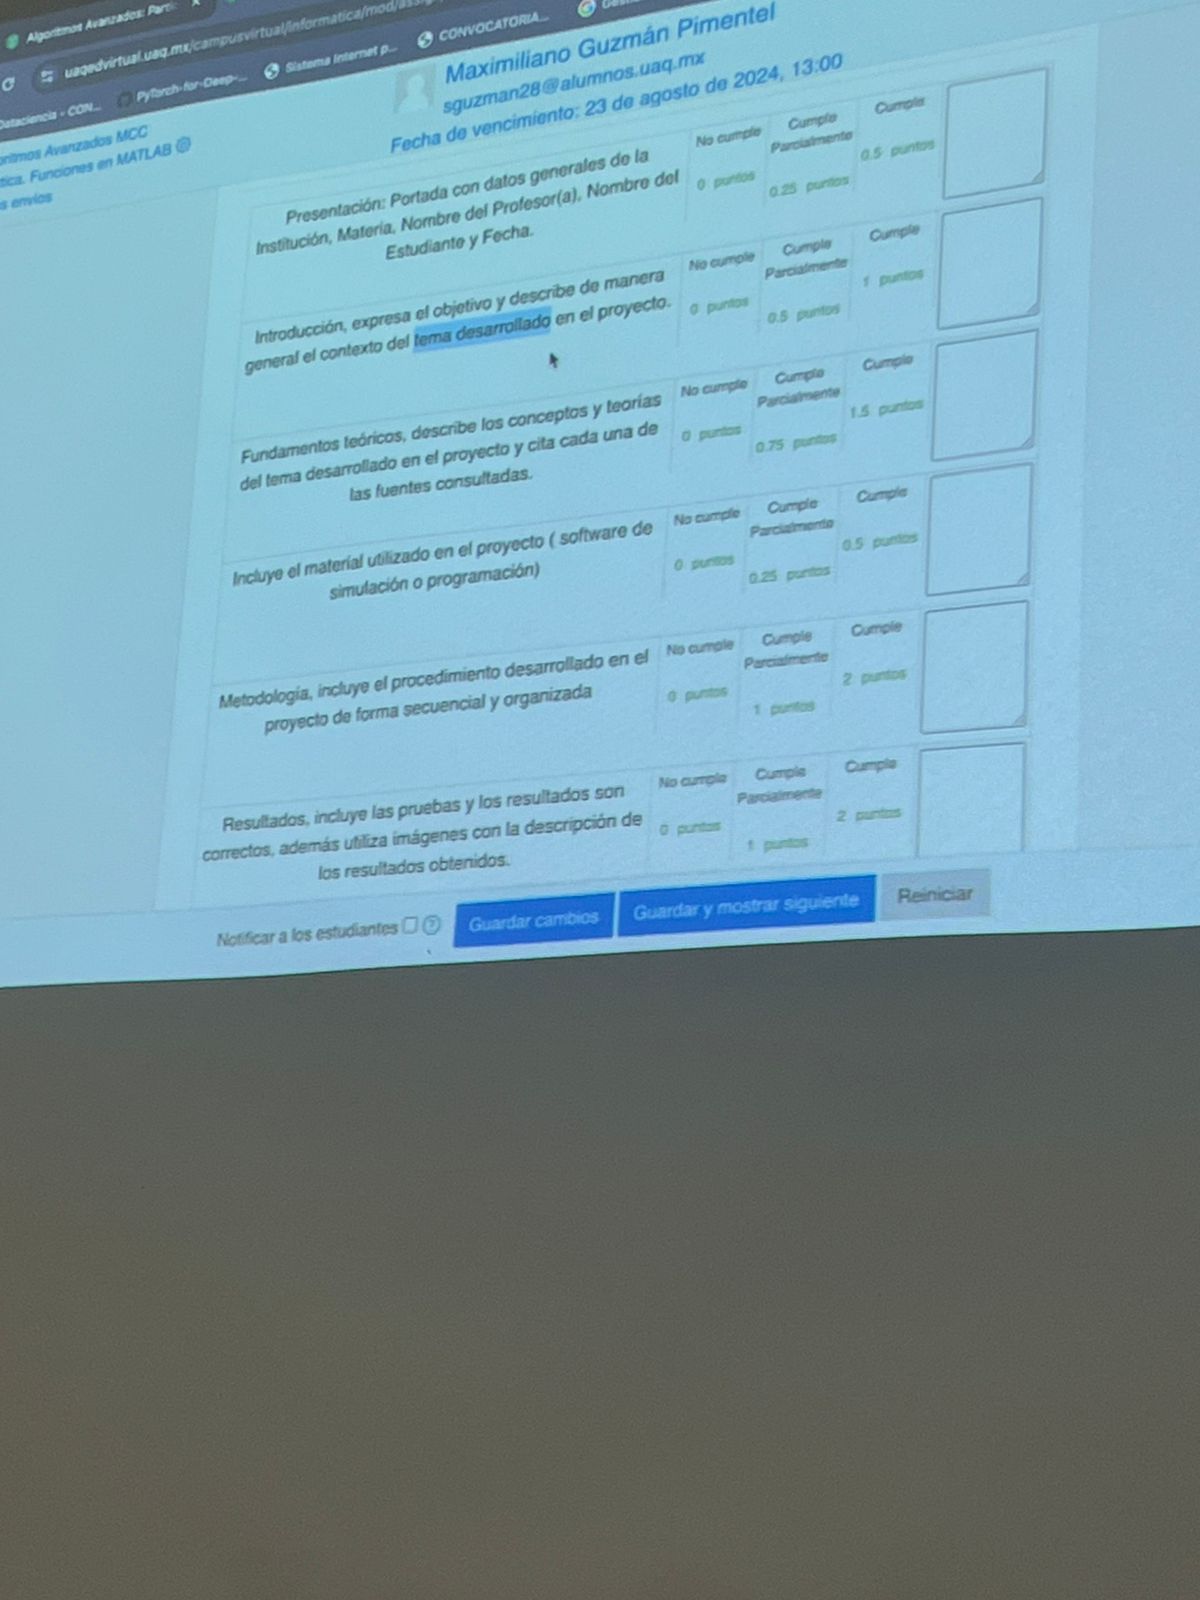 Algoritmos Avanzados: Parti
uaqedvirtual.uaq.mx/campusvirtual/informatica/mod/assig
Dataciencia - CON...
PyTorch-for-Deep-...
Sistema Internet p...
CONVOCATORIA...
oritmos Avanzados MCC
tica. Funciones en MATLAB
s envíos
Maximiliano Guzmán Pimentel
sguzman28@alumnos.uaq.mx
Fecha de vencimiento: 23 de agosto de 2024, 13:00
Presentación: Portada con datos generales de la
Institución, Materia, Nombre del Profesor(a), Nombre del
Estudiante y Fecha.
No cumple
0 puntos
Cumple
Parcialmente
0.25 puntos
Cumple
0.5 puntos
Introducción, expresa el objetivo y describe de manera
general el contexto del tema desarrollado en el proyecto.
No cumple
0 puntos
Cumple
Parcialmente
0.5 puntos
Cumple
1 puntos
Fundamentos teóricos, describe los conceptos y teorías
del tema desarrollado en el proyecto y cita cada una de
las fuentes consultadas.
No cumple
0 puntos
Cumple
Parcialmente
0.75 puntos
Cumple
1.5 puntos
Incluye el material utilizado en el proyecto ( software de
simulación o programación)
No cumple
0 puntos
Cumple
Parcialmente
0.25 puntos
Cumple
0.5 puntos
Metodología, incluye el procedimiento desarrollado en el
proyecto de forma secuencial y organizada
No cumple
0 puntos
Cumple
Parcialmente
1 puntos
Cumple
2 puntos
Resultados, incluye las pruebas y los resultados son
correctos, además utiliza imágenes con la descripción de
los resultados obtenidos.
No cumple
0 puntos
Cumple
Parcialmente
1 puntos
Cumple
2 puntos
Notificar a los estudiantes
Guardar cambios
Guardar y mostrar siguiente
Reiniciar